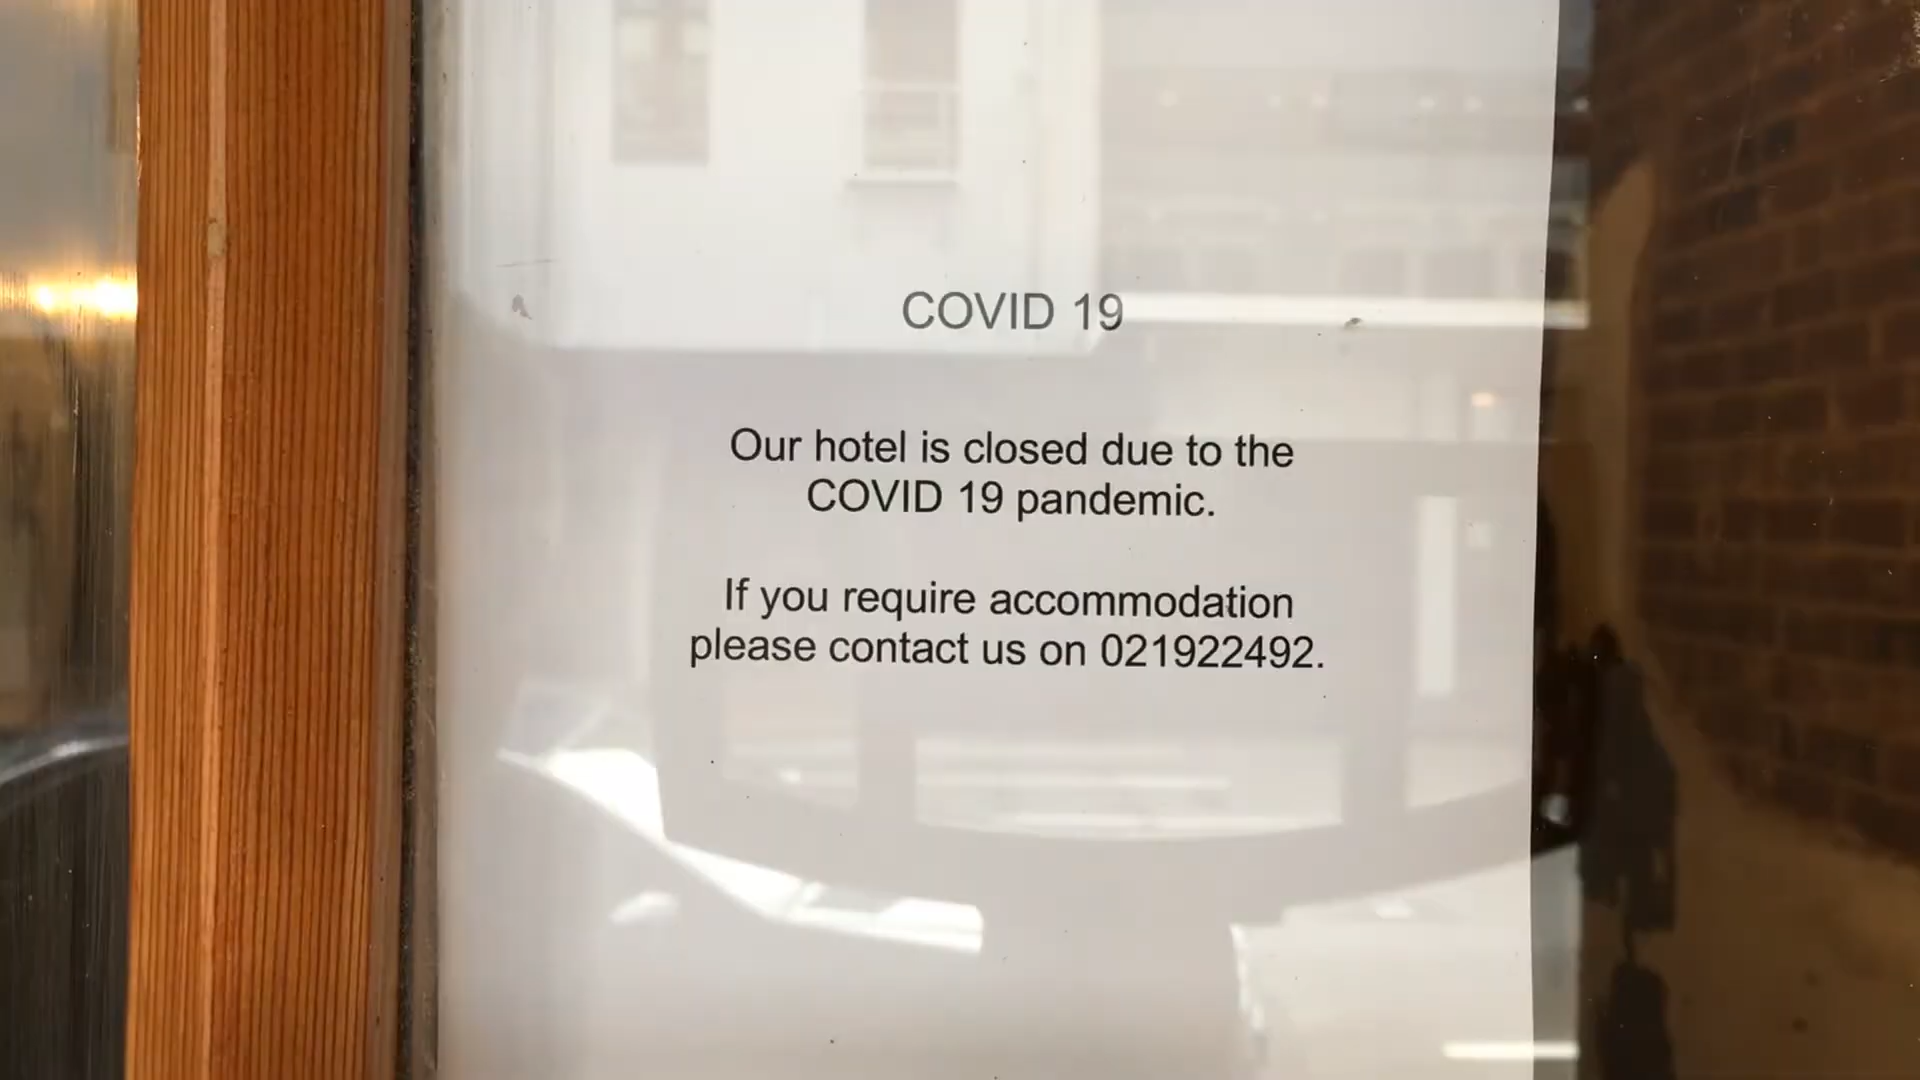 COVID 19
Our hotel is closed due to the
COVID 19 pandemic.
If you require accommodation
please contact us on 021922492.